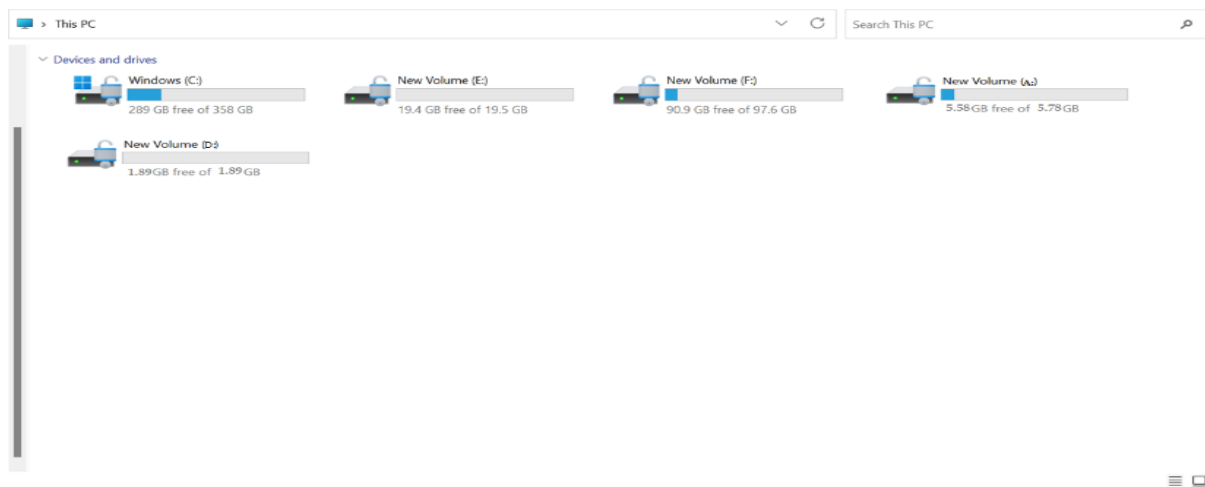 This PC
Search This PC
Devices and drives
Windows (C:)
289 GB free of 358 GB
New Volume (E:)
19.4 GB free of 19.5 GB
New Volume (F:)
90.9 GB free of 97.6 GB
New Volume (A:)
5.58GB free of 5.78GB
New Volume (D:)
1.89GB free of 1.89GB